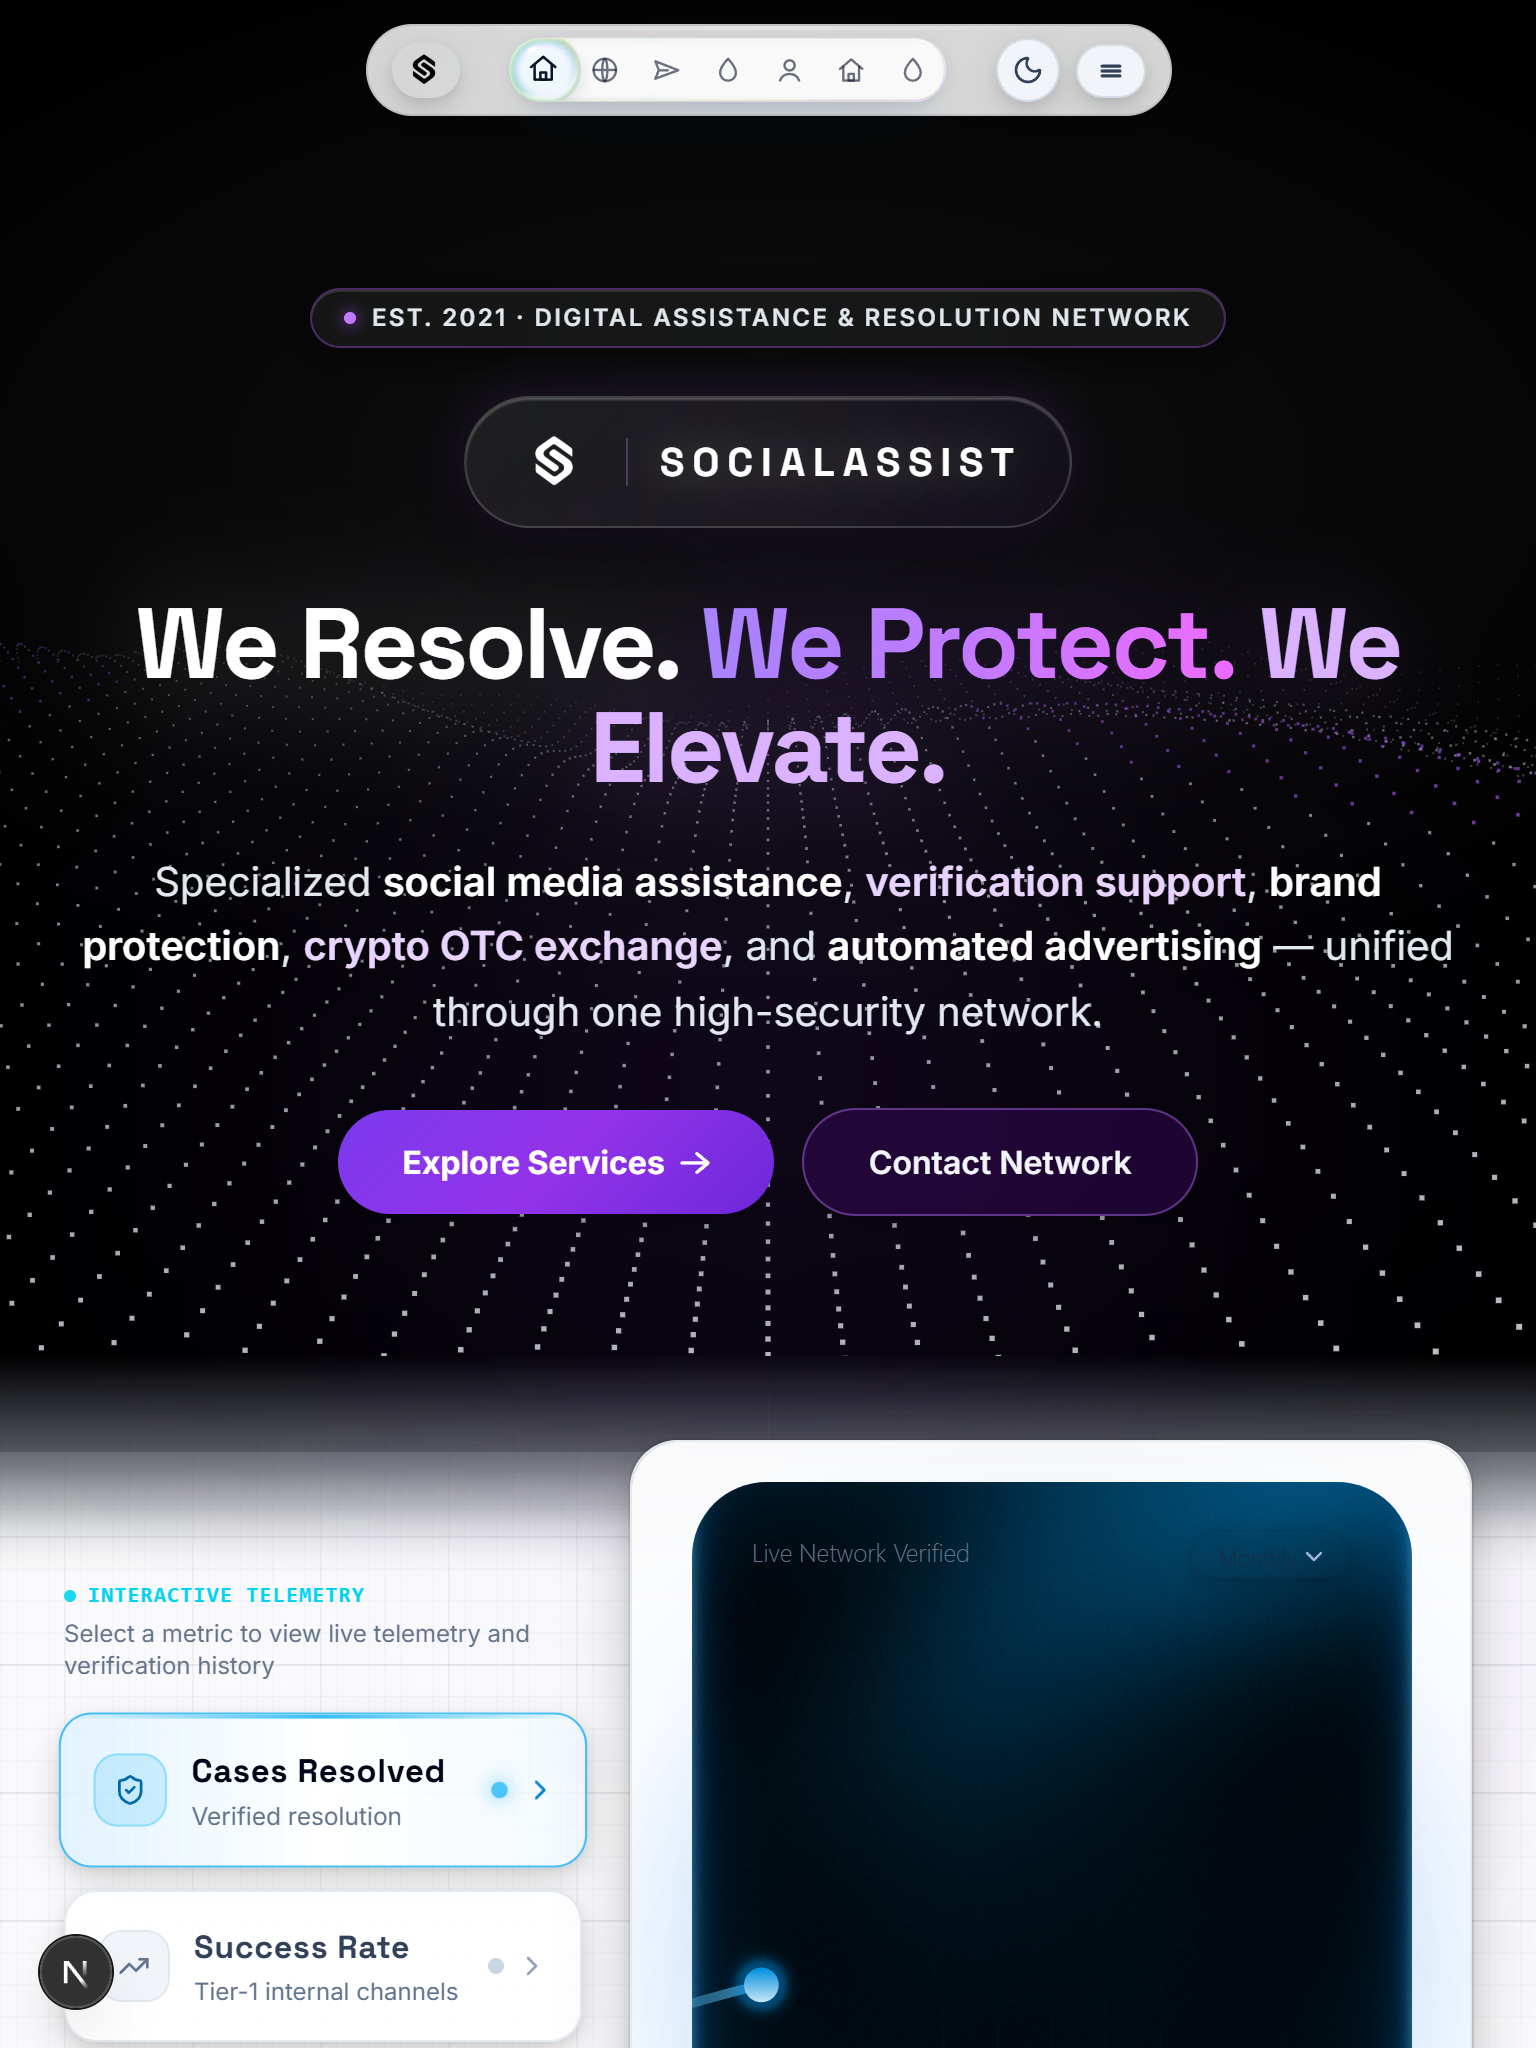 EST. 2021 · DIGITAL ASSISTANCE & RESOLUTION NETWORK
SOCIALASSIST
We Resolve. We Protect. We
Elevate.
Specialized social media assistance, verification support, brand
protection, crypto OTC exchange, and automated advertising — unified
through one high-security network.
Explore Services →
Contact Network
INTERACTIVE TELEMETRY
Select a metric to view live telemetry and
verification history
Cases Resolved
Verified resolution
Success Rate
Tier-1 internal channels
Live Network Verified
Monthly
N